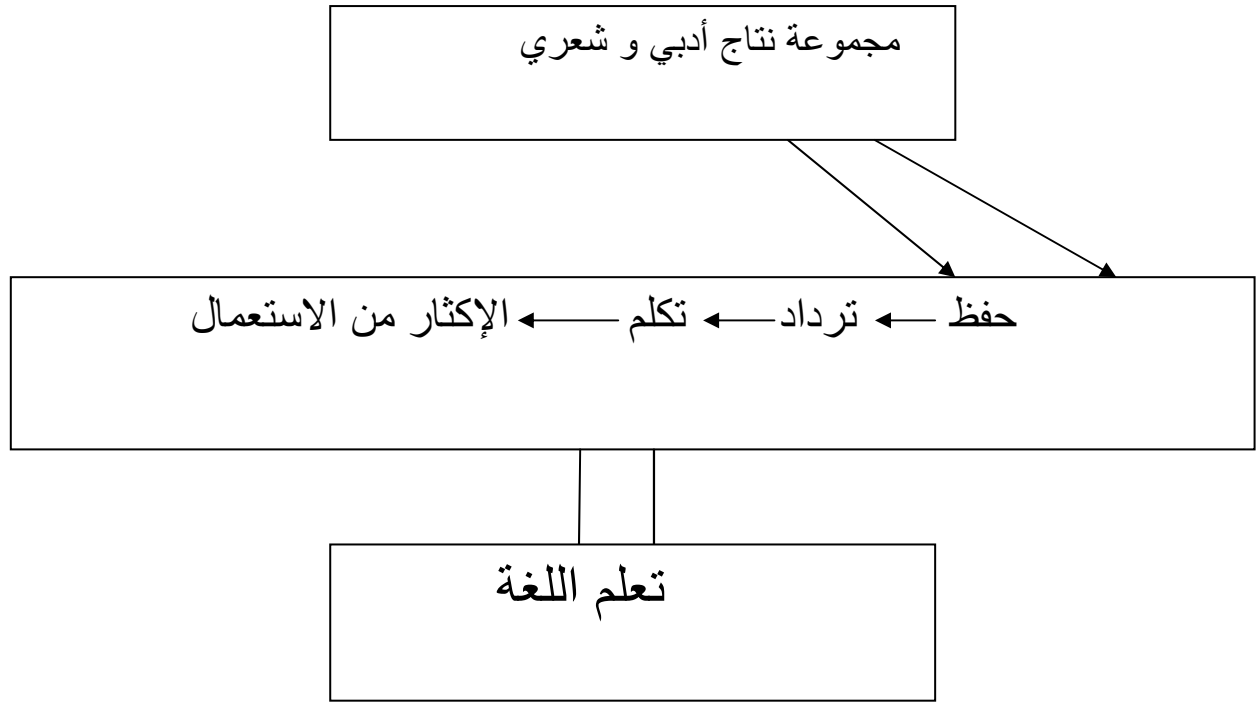 مجموعة نتاج أدبي و شعري
حفظ ← ترداد ← تكلم ← الإكثار من الاستعمال
تعلم اللغة